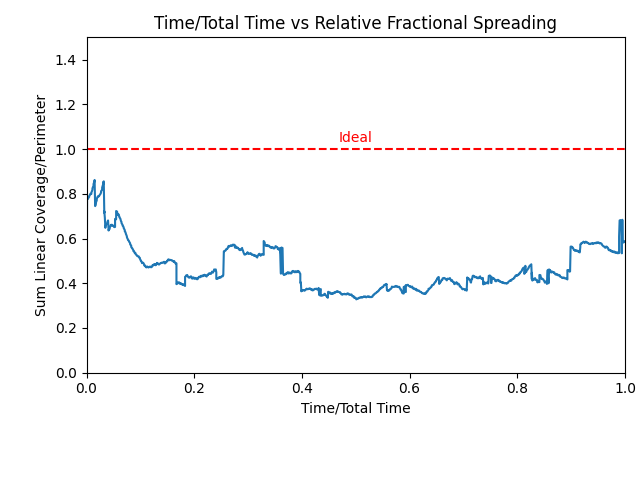 Time/Total Time vs Relative Fractional Spreading
1.4
1.2
1.0
0.8
0.6
0.4
0.2
0.0
Sum Linear Coverage/Perimeter
Ideal
0.0 0.2 0.4 0.6 0.8 1.0
Time/Total Time